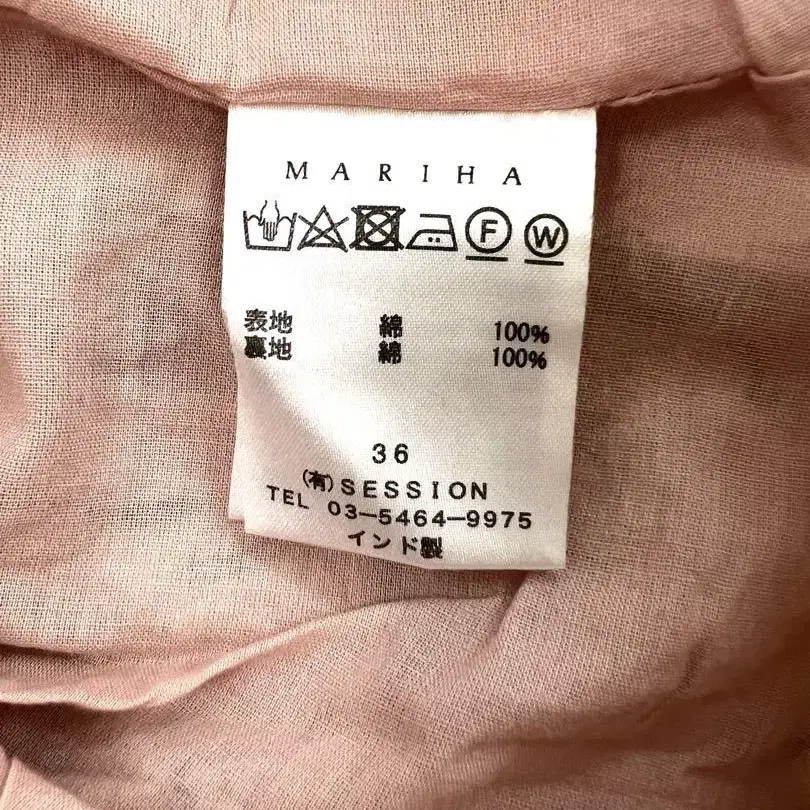 MARIHA
F W
表地 綿 100%
裏地 綿 100%
36
(有)SESSION
TEL 03-5464-9975
インド製